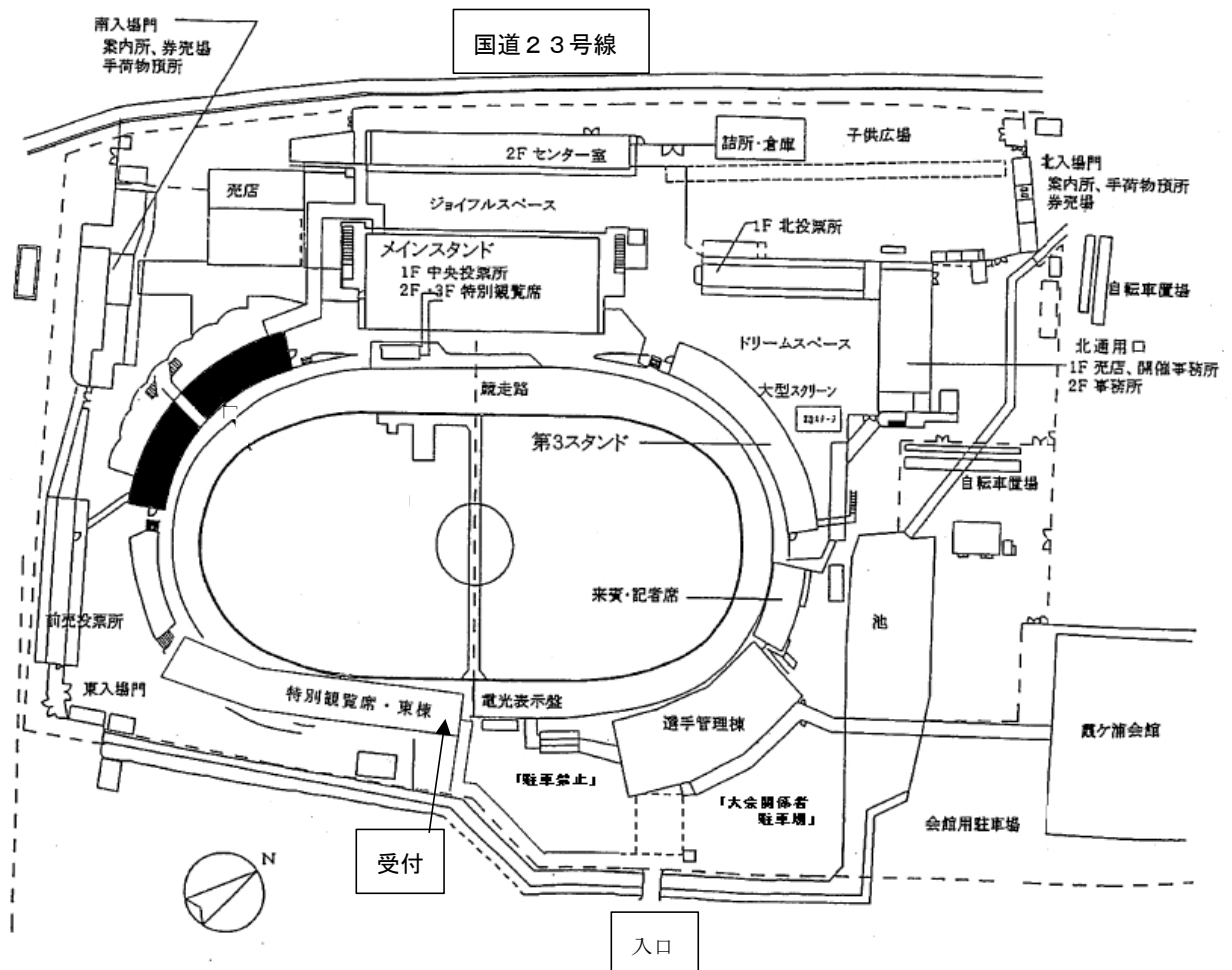 南入場門
案内所、券売場
手荷物預所
国道２３号線
2F センター室
詰所・倉庫
子供広場
北入場門
案内所、手荷物預所
券売場
売店
ジョイフルスペース
1F 北投票所
メインスタンド
1F 中央投票所
2F・3F 特別観覧席
自転車置場
ドリームスペース
北通用口
1F 売店、開催事務所
2F 事務所
競走路
大型スクリーン
第3スタンド
自転車置場
来賓・記者席
池
前売投票所
東入場門
特別観覧席・東棟
電光表示盤
選手管理棟
霞ケ浦会館
「駐車禁止」
「大会関係者
駐車場」
会館用駐車場
受付
N
入口